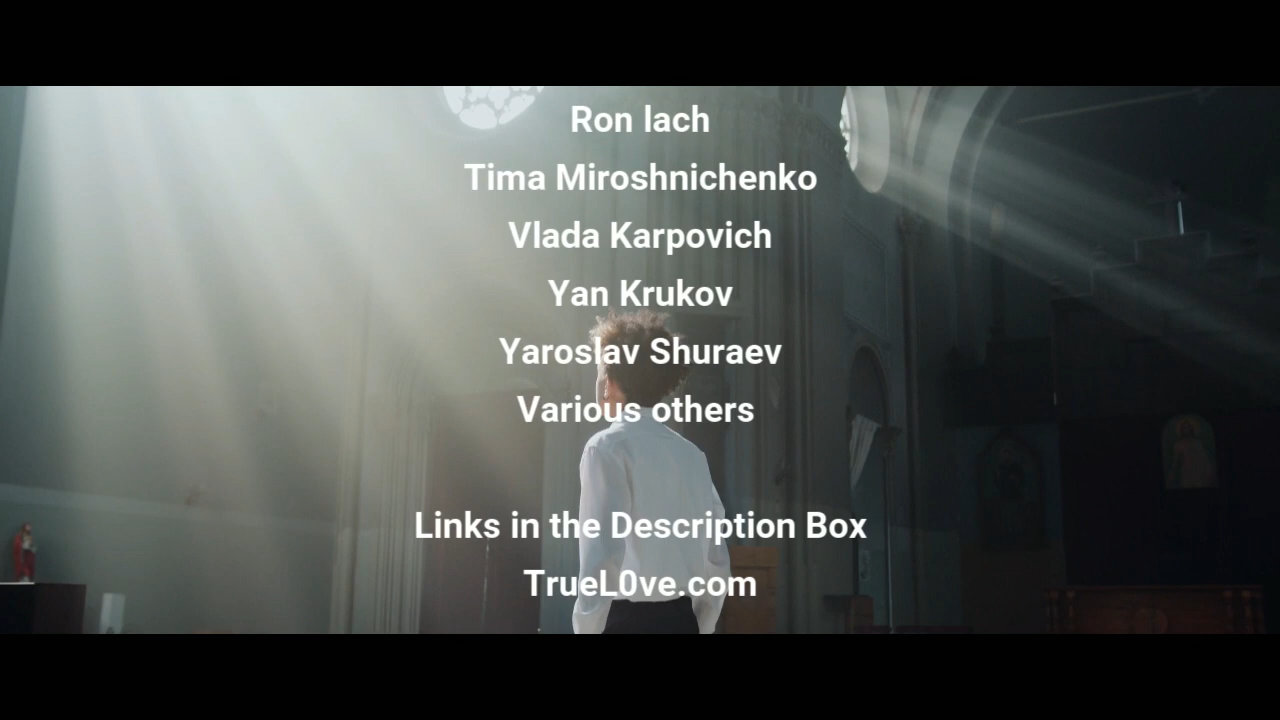 Ron lach
Tima Miroshnichenko
Vlada Karpovich
Yan Krukov
Yaroslav Shuraev
Various others
Links in the Description Box
TrueL0ve.com